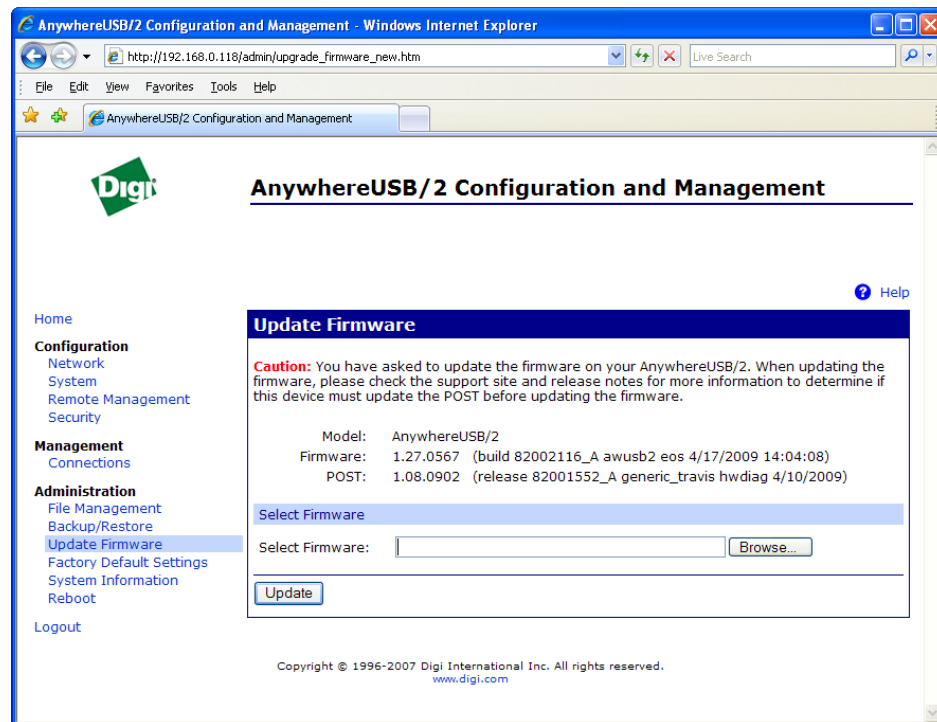 AnywhereUSB/2 Configuration and Management - Windows Internet Explorer
http://192.168.0.118/admin/upgrade_firmware_new.htm
Live Search
File Edit View Favorites Tools Help
AnywhereUSB/2 Configuration and Management
Digi
AnywhereUSB/2 Configuration and Management
Help
Home
Configuration
Network
System
Remote Management
Security
Management
Connections
Administration
File Management
Backup/Restore
Update Firmware
Factory Default Settings
System Information
Reboot
Logout
Update Firmware
Caution: You have asked to update the firmware on your AnywhereUSB/2. When updating the
firmware, please check the support site and release notes for more information to determine if
this device must update the POST before updating the firmware.
Model: AnywhereUSB/2
Firmware: 1.27.0567 (build 82002116_A awusb2 eos 4/17/2009 14:04:08)
POST: 1.08.0902 (release 82001552_A generic_travis hwdiag 4/10/2009)
Select Firmware
Select Firmware: Browse...
Update
Copyright © 1996-2007 Digi International Inc. All rights reserved.
www.digi.com